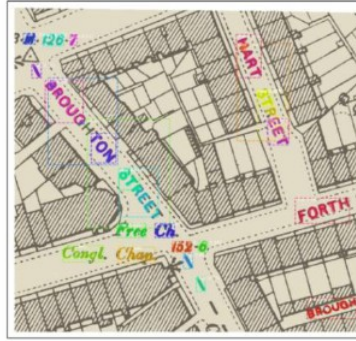 126·7
HART
STREET
BROUGHTON
STREET
FORTH
Free Ch.
152·6
Congl. Chap.
BROUGH